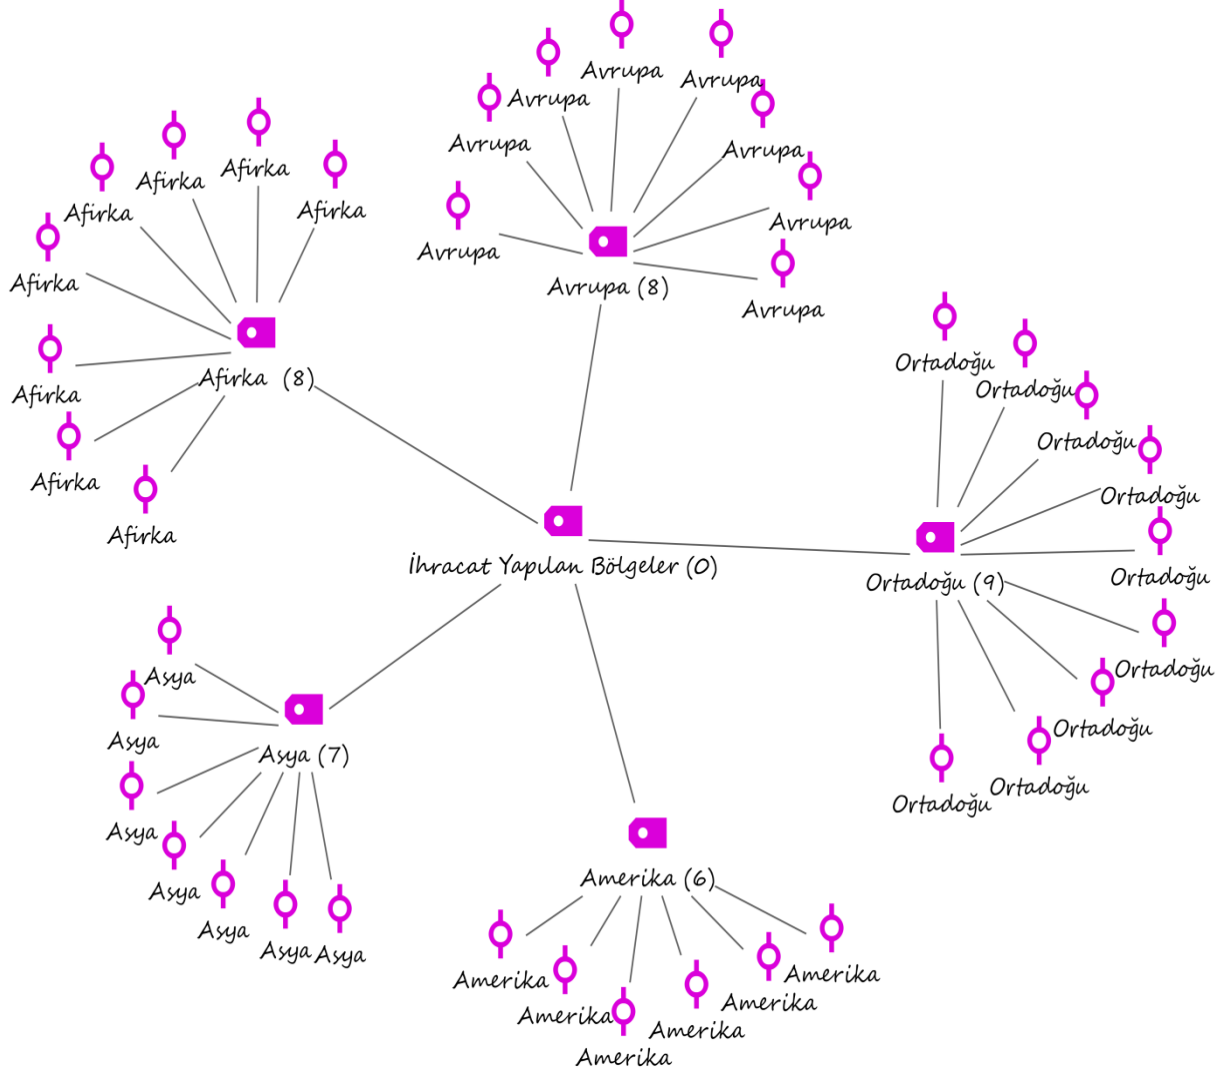 Avrupa
Avrupa
Avrupa
Avrupa
Avrupa
Avrupa
Avrupa
Avrupa
Avrupa (8)
Afirka
Afirka
Afirka
Afirka
Afirka
Afirka
Afirka
Afirka
Afirka (8)
Ortadoğu
Ortadoğu
Ortadoğu
Ortadoğu
Ortadoğu
Ortadoğu (9)
Ortadoğu
Ortadoğu
Ortadoğu
Ortadoğu
İhracat Yapılan Bölgeler (0)
Asya
Asya
Asya (7)
Asya
Asya
Asya
Asya
Asya
Amerika (6)
Amerika
Amerika
Amerika
Amerika
Amerika
Amerika